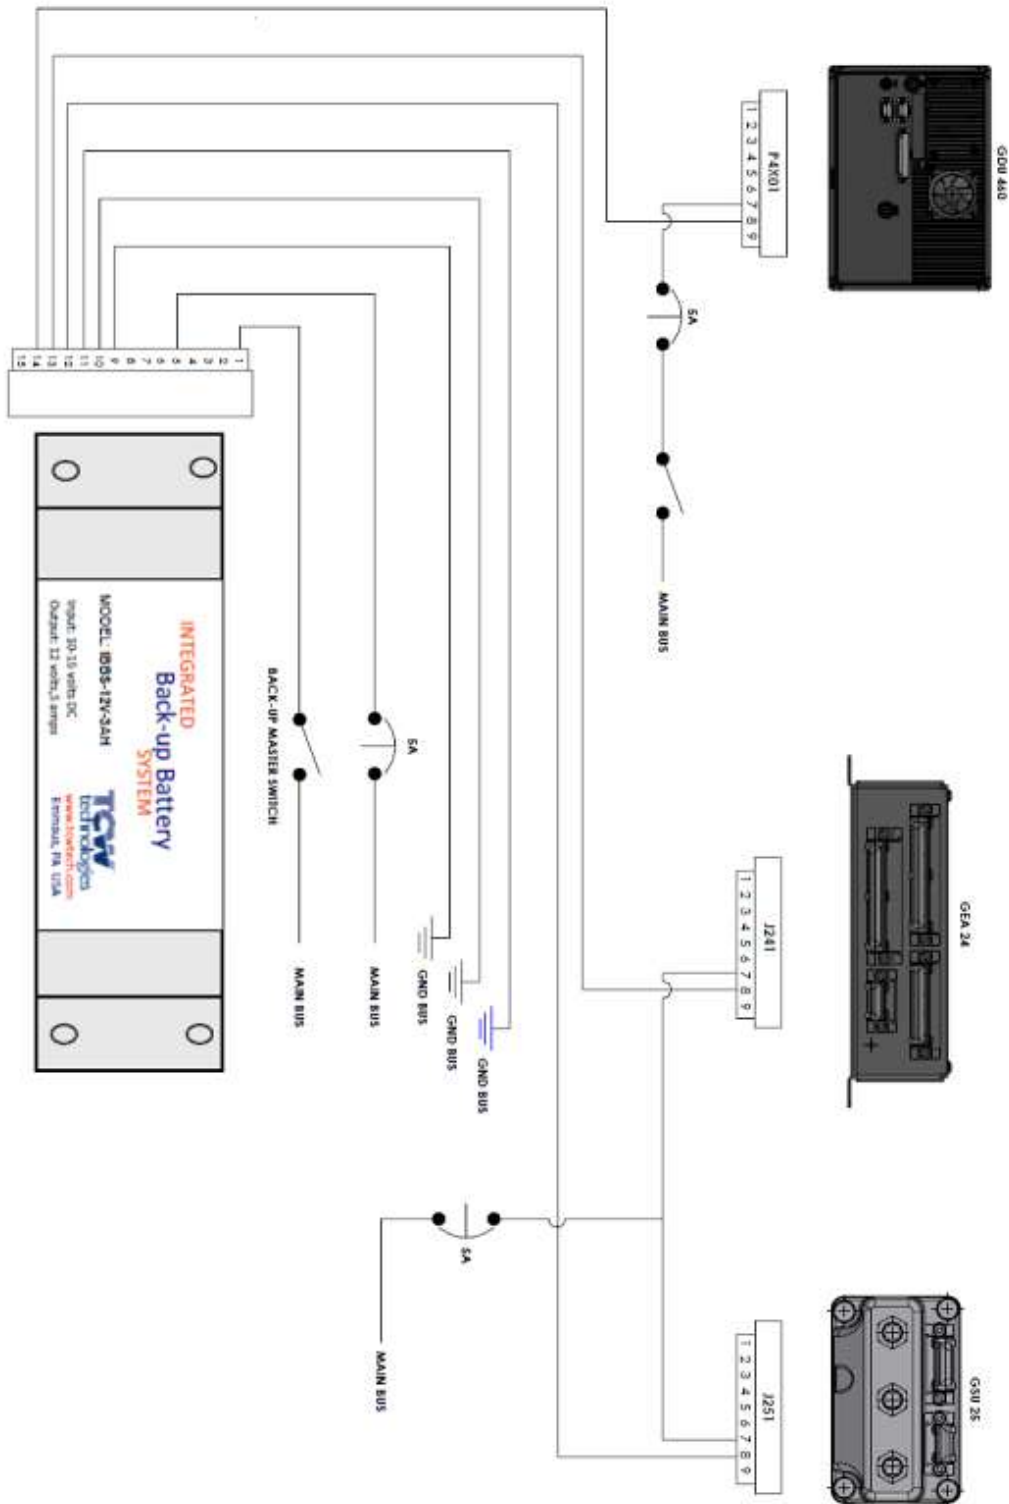 GDU 460
GEA 24
GSU 25
P4X01
1 2 3 4 5 6 7 8 9
J241
1 2 3 4 5 6 7 8 9
J251
1 2 3 4 5 6 7 8 9
5A
MAIN BUS
GND BUS
GND BUS
GND BUS
5A
5A
MAIN BUS
MAIN BUS
MAIN BUS
BACK-UP MASTER SWITCH
15 14 13 12 11 10 9 8 7 6 5 4 3 2 1
INTEGRATED
Back-up Battery
SYSTEM
MODEL: IBBS-12V-3AH
Input: 10-15 volts DC
Output: 12 volts,5 amps
TCW
technologies
www.tcwtech.com
Emmaus, PA USA